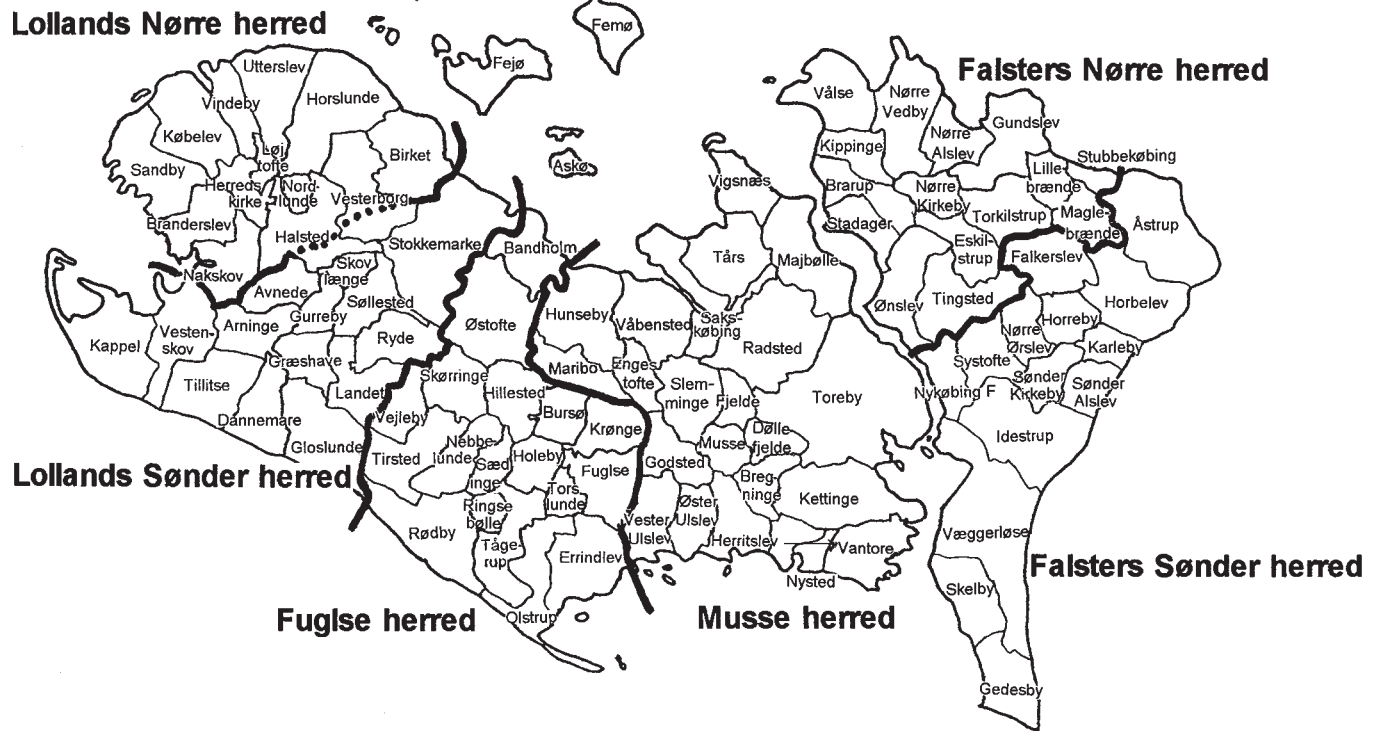 Lollands Nørre herred
Femø
Fejø
Utterslev
Vindeby
Horslunde
Købelev
Løj
tofte
Birket
Sandby
Herreds
kirke
Nord-
lunde
Vesterborg
Branderslev
Halsted
Stokkemarke
Bandholm
Askø
Nakskov
Skov
længe
Avnede
Søllested
Gurreby
Arninge
Vesten-
skov
Kappel
Ryde
Østofte
Græshave
Tillitse
Landet
Skørringe
Dannemare
Vejleby
Hillested
Gloslunde
Lollands Sønder herred
Tirsted
Nebbe-
lunde
Sæd
inge
Holeby
Bursø
Krønge
Fuglse
Tors
lunde
Ringse
bølle
Rødby
Tåge-
rup
Errindlev
Olstrup
Fuglse herred
Vigsnæs
Tårs
Majbølle
Hunseby
Våbensted
Saks-
købing
Radsted
Maribo
Enges
tofte
Slem-
minge
Fjelde
Toreby
Musse
Dølle
fjelde
Godsted
Breg-
ninge
Kettinge
Vester
Ulslev
Øster
Ulslev
Herritslev
Vantore
Nysted
Musse herred
Falsters Nørre herred
Vålse
Nørre
Vedby
Gundslev
Nørre
Alslev
Kippinge
Stubbekøbing
Lille-
brænde
Brarup
Nørre
Kirkeby
Torkilstrup
Magle-
brænde
Åstrup
Stadager
Eskil-
strup
Falkerslev
Ønslev
Tingsted
Horbelev
Nørre
Ørslev
Horreby
Karleby
Systofte
Nykøbing F
Sønder
Kirkeby
Sønder
Alslev
Idestrup
Væggerløse
Falsters Sønder herred
Skelby
Gedesby